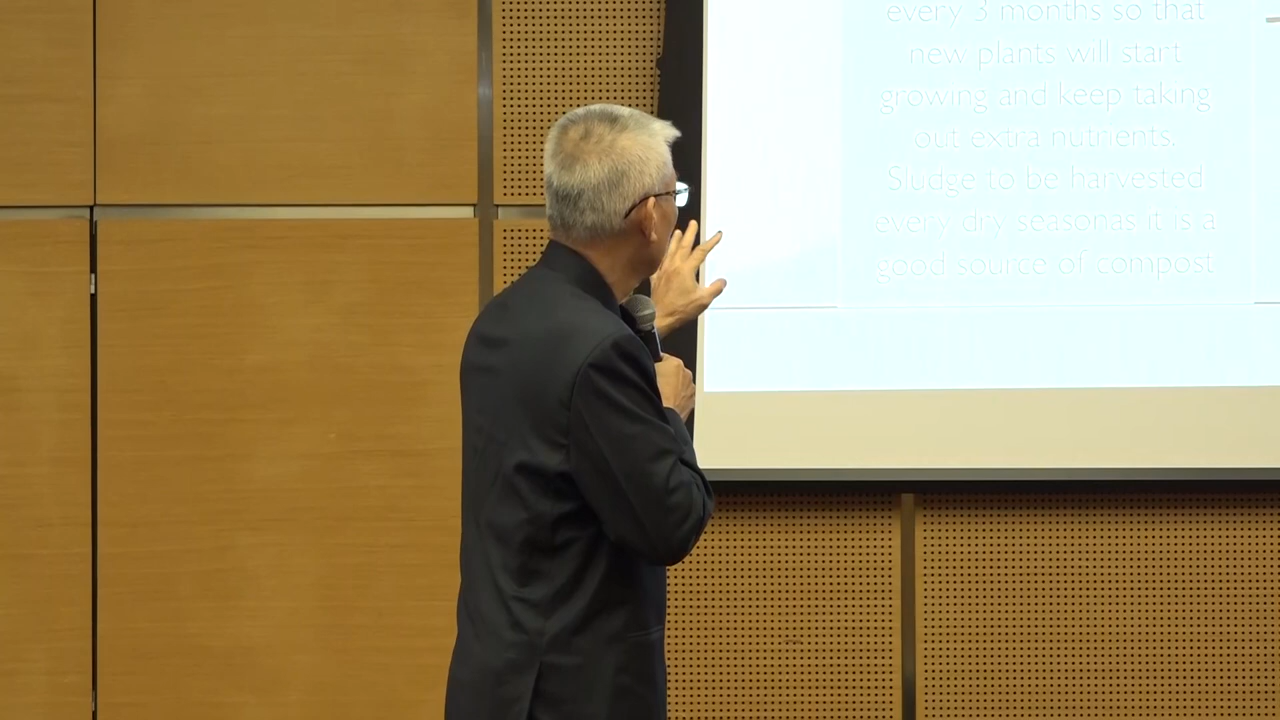 every 3 months so that
new plants will start
growing and keep taking
out extra nutrients.
Sludge to be harvested
every dry seasonas it is a
good source of compost